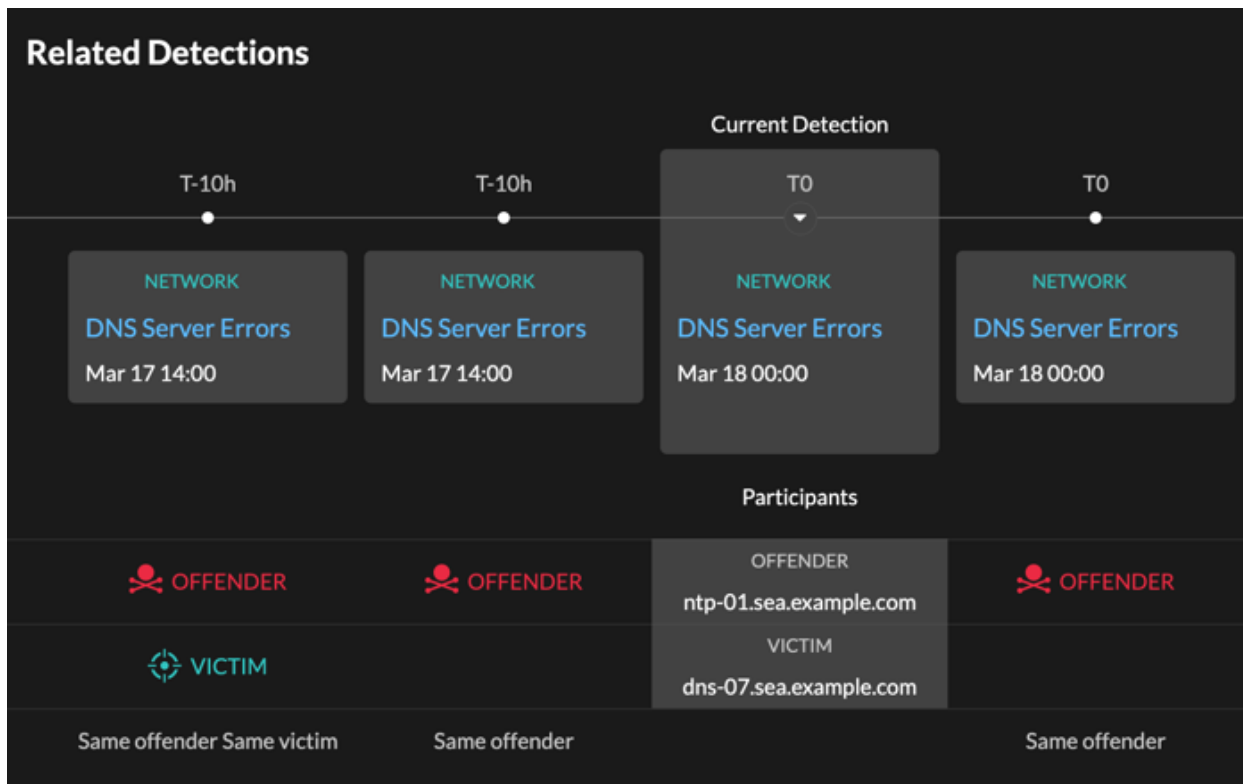 Related Detections
Current Detection
T-10h
T-10h
T0
T0
NETWORK
NETWORK
NETWORK
NETWORK
DNS Server Errors
DNS Server Errors
DNS Server Errors
DNS Server Errors
Mar 17 14:00
Mar 17 14:00
Mar 18 00:00
Mar 18 00:00
Participants
OFFENDER
OFFENDER
OFFENDER
ntp-01.sea.example.com
OFFENDER
VICTIM
VICTIM
dns-07.sea.example.com
Same offender Same victim
Same offender
Same offender